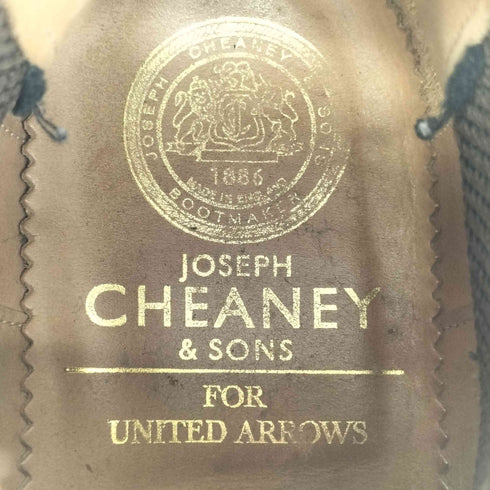 JOSEPH CHEANEY & SONS
1886
MADE IN ENGLAND
BOOTMAKER
JOSEPH
CHEANEY
& SONS
FOR
UNITED ARROWS